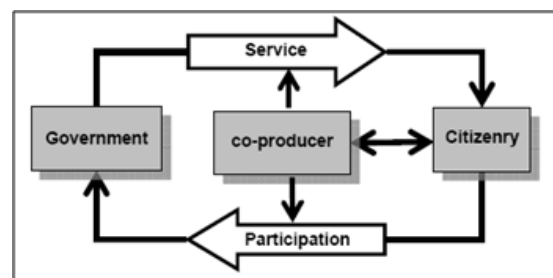 Service
Government
co-producer
Citizenry
Participation